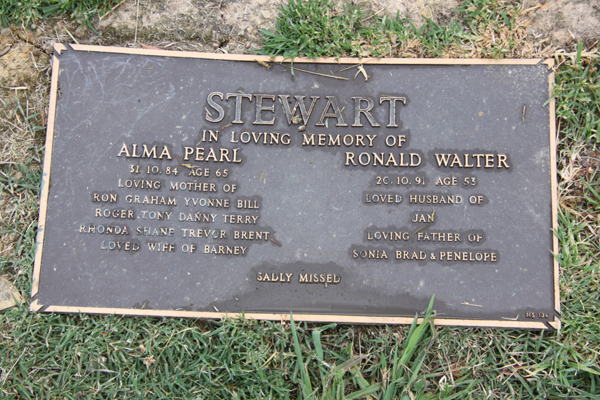 STEWART
IN LOVING MEMORY OF
ALMA PEARL
31.10.84 AGE 65
LOVING MOTHER OF
RON GRAHAM YVONNE BILL
ROGER TONY DANNY TERRY
RHONDA SHANE TREVOR BRENT
LOVED WIFE OF BARNEY
RONALD WALTER
20.10.91 AGE 53
LOVED HUSBAND OF
JAN
LOVING FATHER OF
SONIA BRAD & PENELOPE
SADLY MISSED